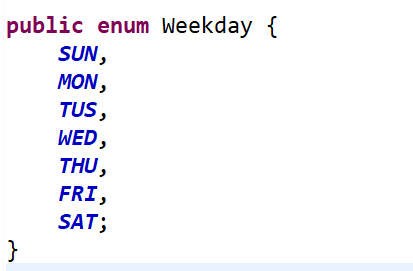 public enum Weekday {
SUN,
MON,
TUS,
WED,
THU,
FRI,
SAT;
}